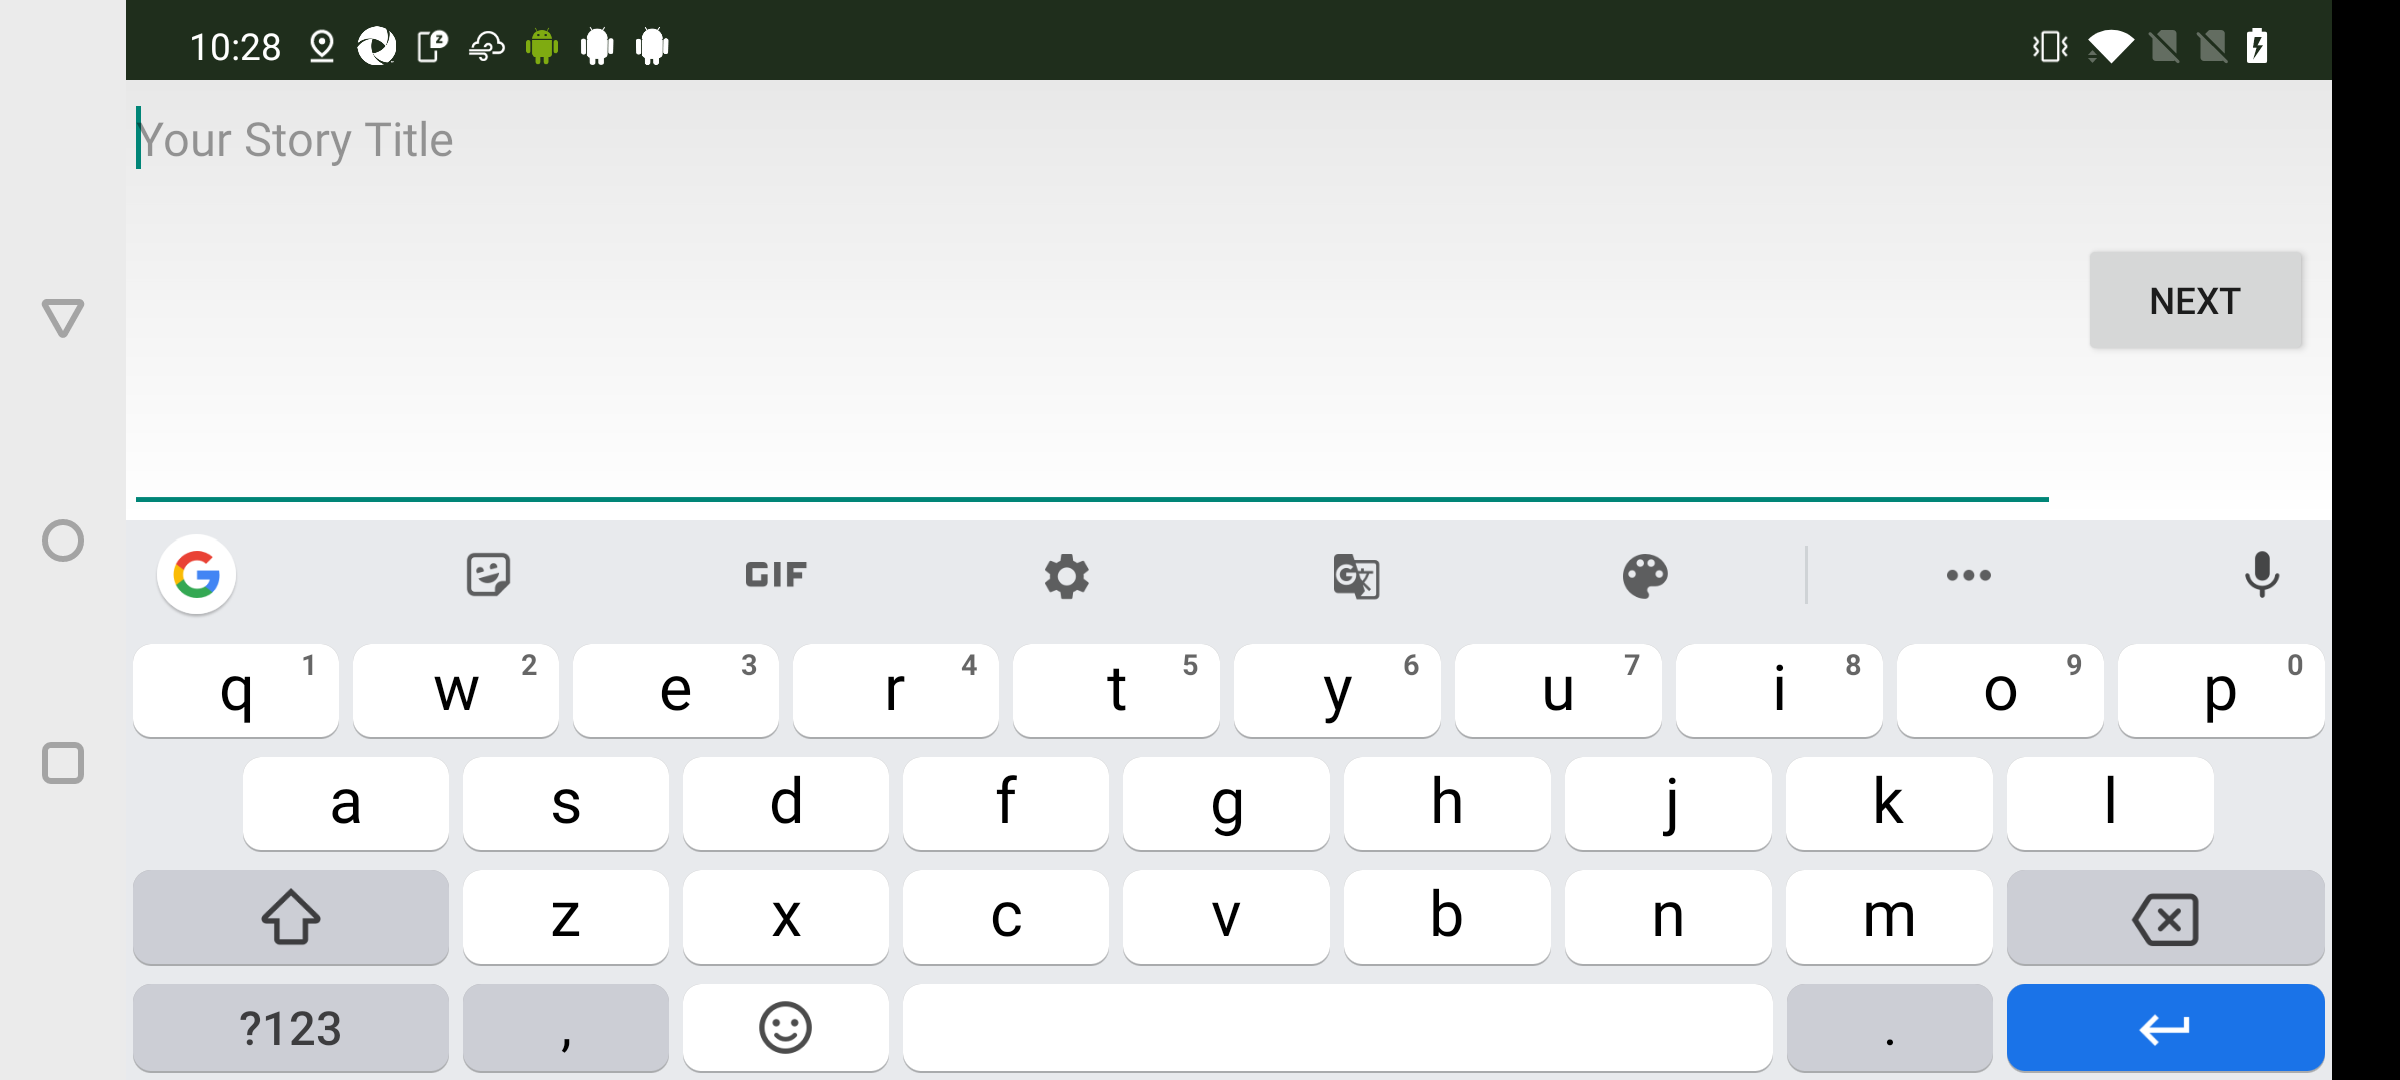 10:28
Your Story Title
NEXT
GIF
q 1 w 2 e 3 r 4 t 5 y 6 u 7 i 8 o 9 p 0
a s d f g h j k l
z x c v b n m
?123 , .